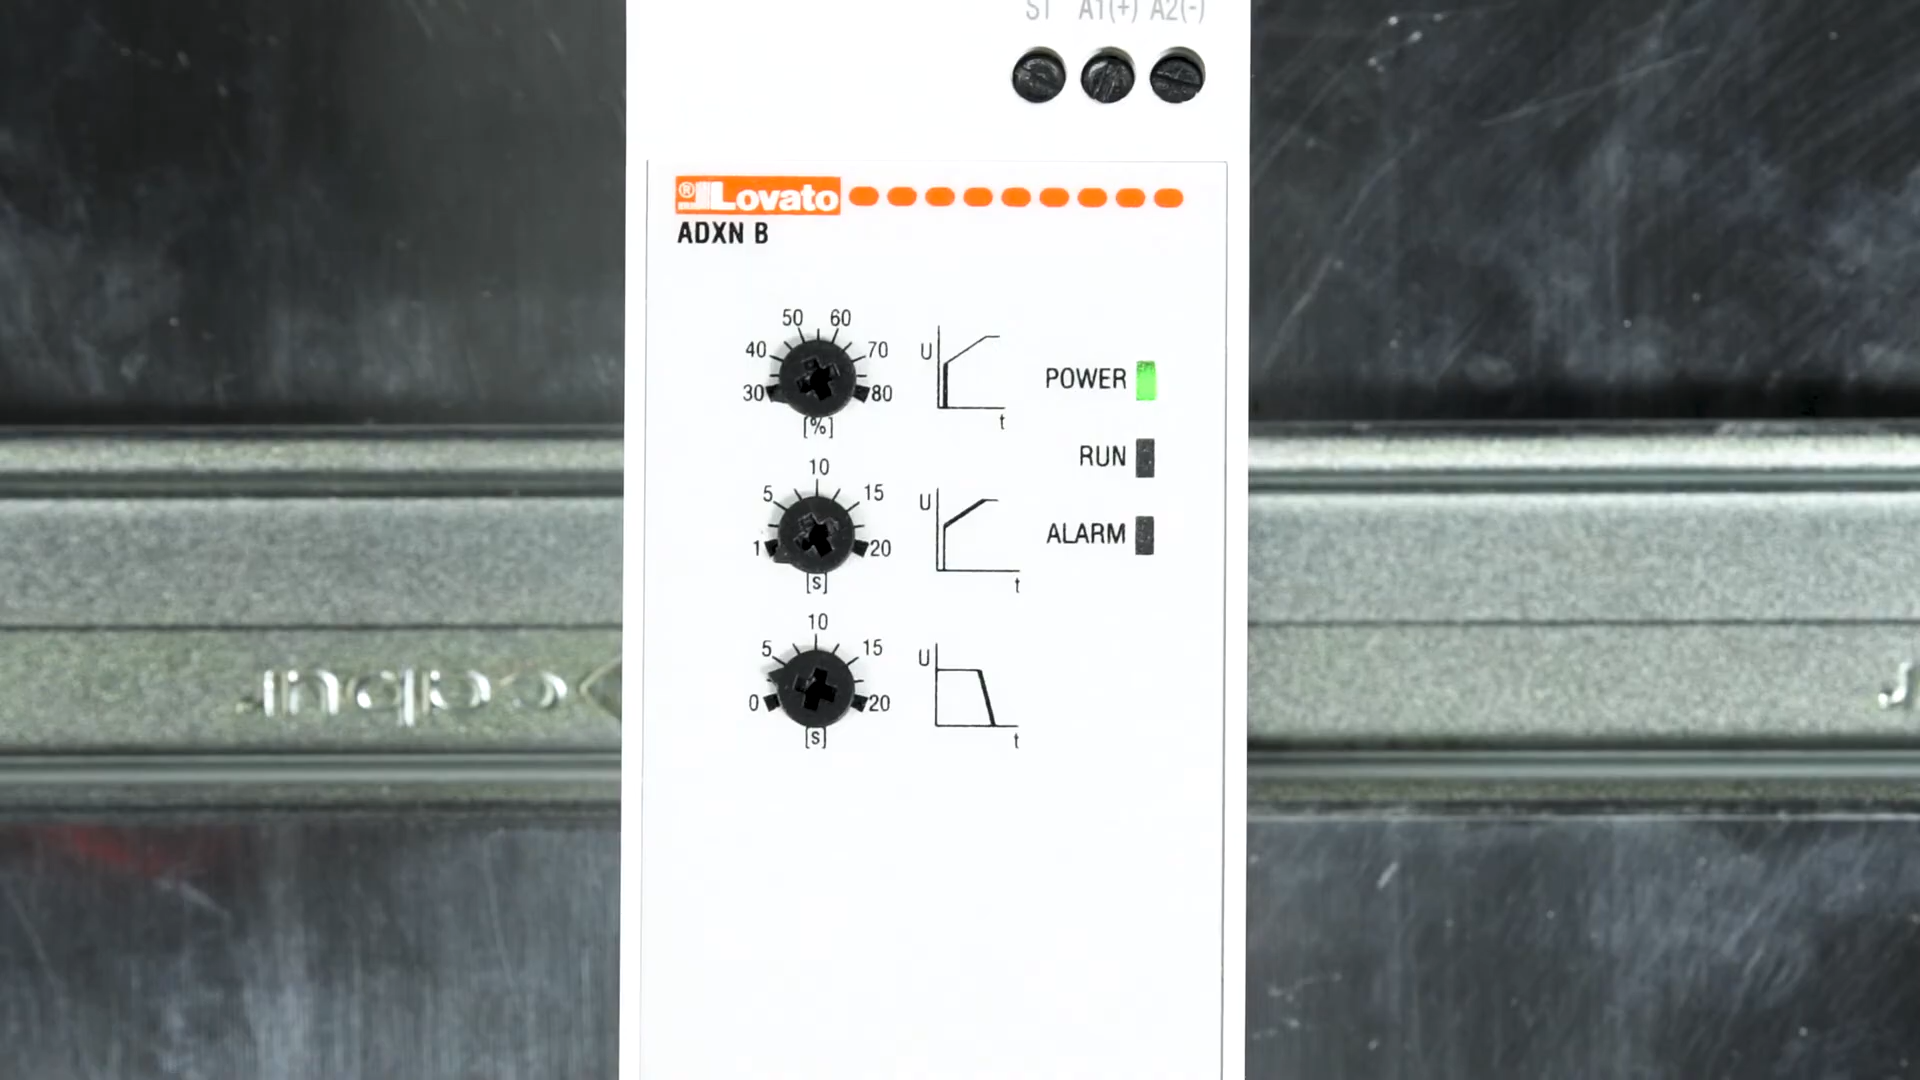 ST A1(+) A2(-)
® Lovato
ADXN B
50 60
40 70
30 80
[%]
U
t
POWER
RUN
ALARM
10
5 15
1 20
[s]
U
t
10
5 15
0 20
[s]
U
t